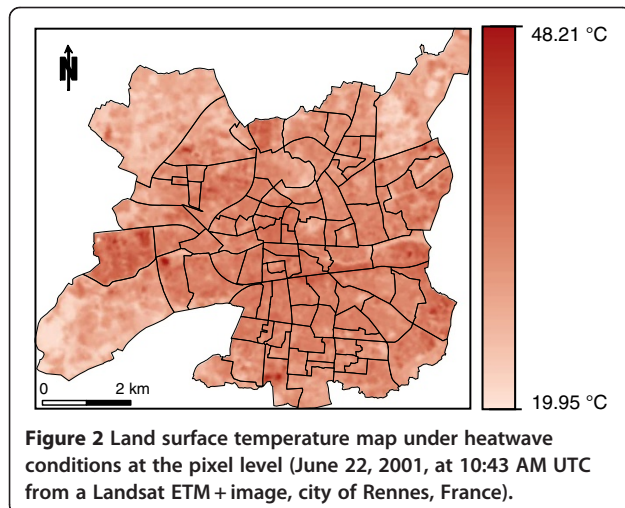 48.21 °C
N
0 2 km
19.95 °C
Figure 2 Land surface temperature map under heatwave
conditions at the pixel level (June 22, 2001, at 10:43 AM UTC
from a Landsat ETM + image, city of Rennes, France).